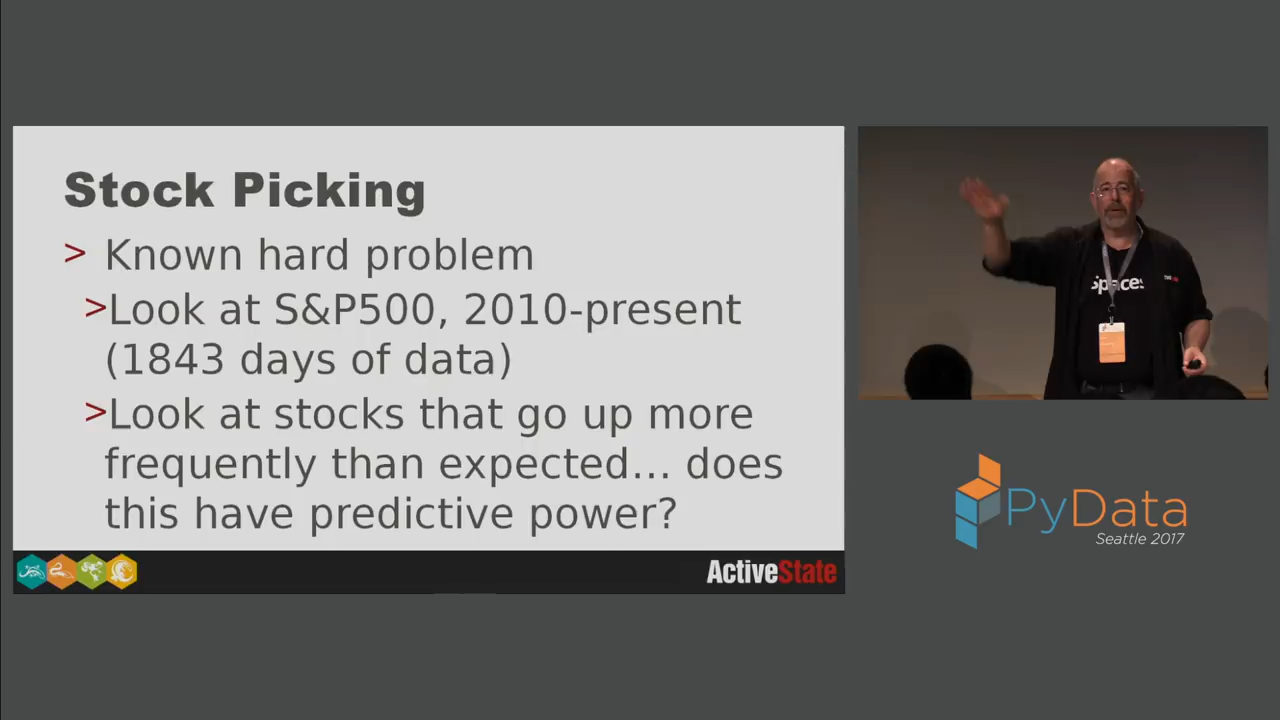 Stock Picking
> Known hard problem
>Look at S&P500, 2010-present
(1843 days of data)
>Look at stocks that go up more
frequently than expected... does
this have predictive power?
ActiveState
Spaces
PyData
Seattle 2017